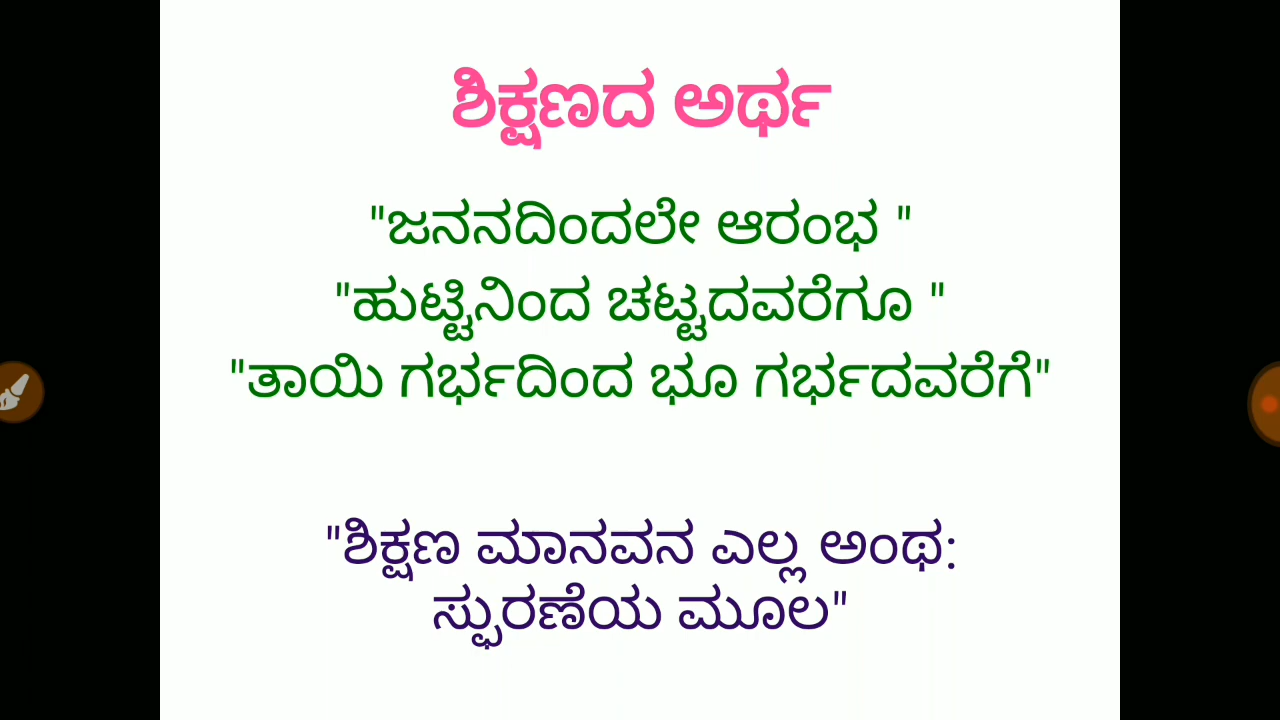 ಶಿಕ್ಷಣದ ಅರ್ಥ
"ಜನನದಿಂದಲೇ ಆರಂಭ "
"ಹುಟ್ಟಿನಿಂದ ಚಟ್ಟದವರೆಗೂ "
"ತಾಯಿ ಗರ್ಭದಿಂದ ಭೂ ಗರ್ಭದವರೆಗೆ"
"ಶಿಕ್ಷಣ ಮಾನವನ ಎಲ್ಲ ಅಂಥ:
ಸ್ಫುರಣೆಯ ಮೂಲ"